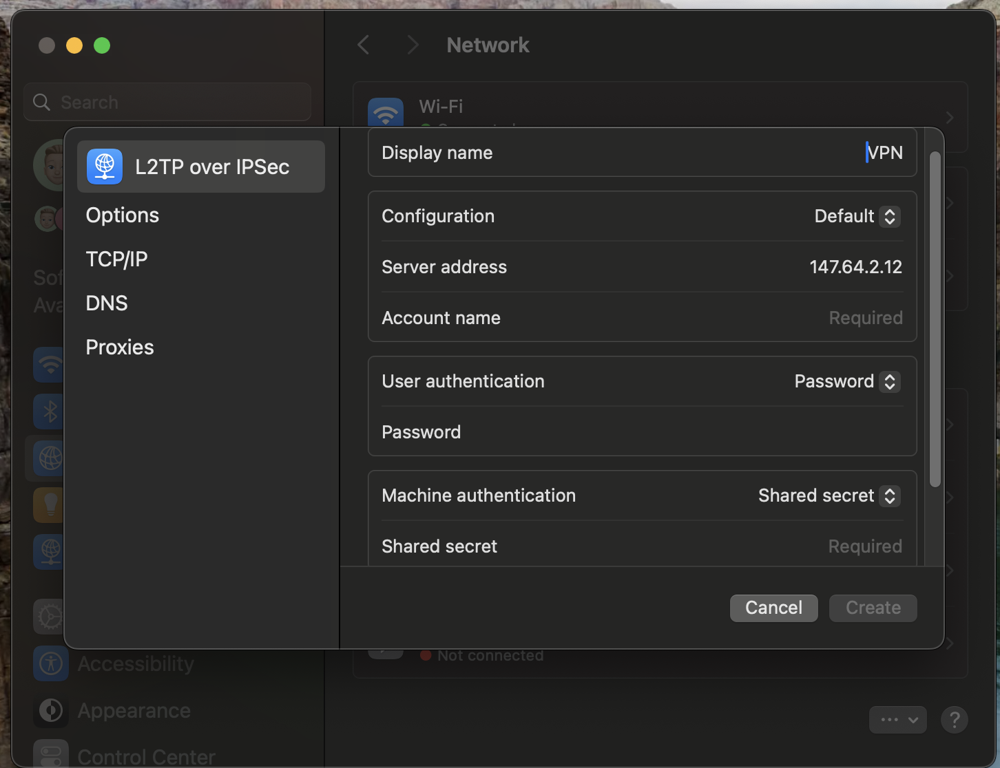 Network
Search
Wi-Fi
L2TP over IPSec
Options
TCP/IP
DNS
Proxies
Display name
VPN
Configuration
Default
Server address
147.64.2.12
Account name
Required
User authentication
Password
Password
Machine authentication
Shared secret
Shared secret
Required
Cancel
Create
Not connected
Accessibility
Appearance
Control Center
?